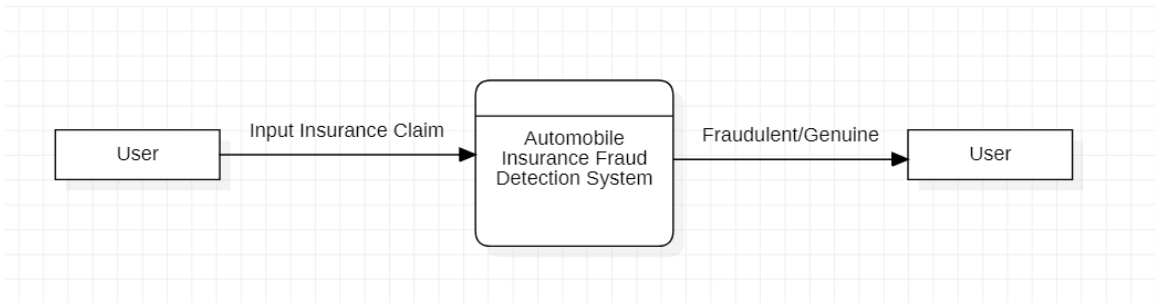 User
Input Insurance Claim
Automobile
Insurance Fraud
Detection System
Fraudulent/Genuine
User